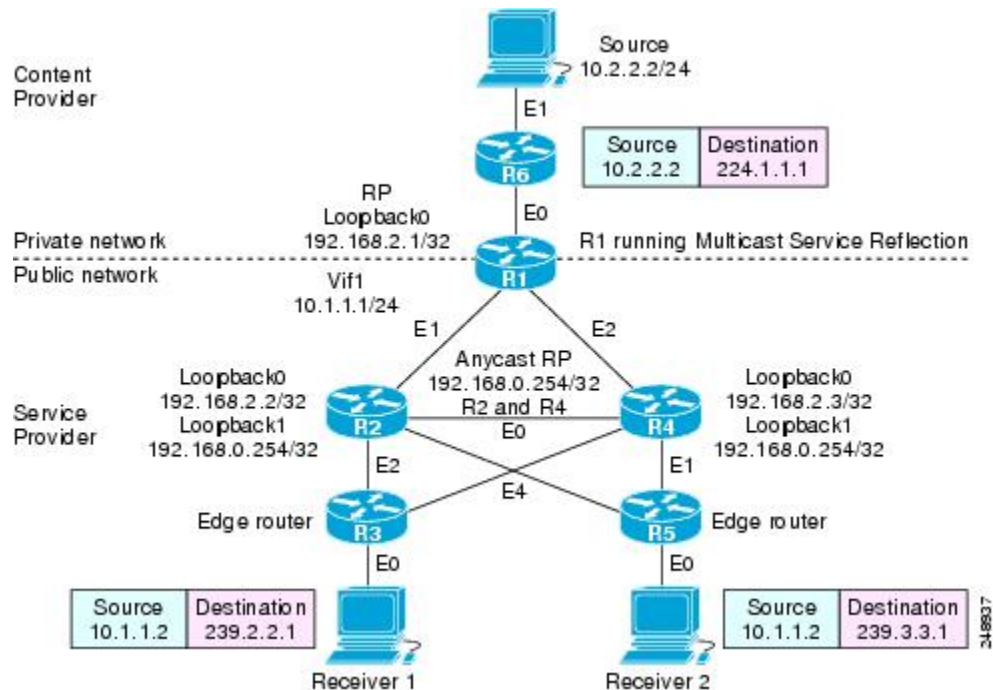 Source
10.2.2.2/24
Content
Provider
E1
Source
10.2.2.2
Destination
224.1.1.1
R6
RP
Loopback0
192.168.2.1/32
E0
Private network
R1 running Multicast Service Reflection
Public network
R1
Vif1
10.1.1.1/24
E1
E2
Anycast RP
192.168.0.254/32
R2 and R4
Loopback0
192.168.2.2/32
Loopback1
192.168.0.254/32
Service
Provider
R2
E0
R4
Loopback0
192.168.2.3/32
Loopback1
192.168.0.254/32
E2
E4
E1
Edge router
R3
R5
Edge router
E0
E0
Source
10.1.1.2
Destination
239.2.2.1
Source
10.1.1.2
Destination
239.3.3.1
Receiver 1
Receiver 2
248937